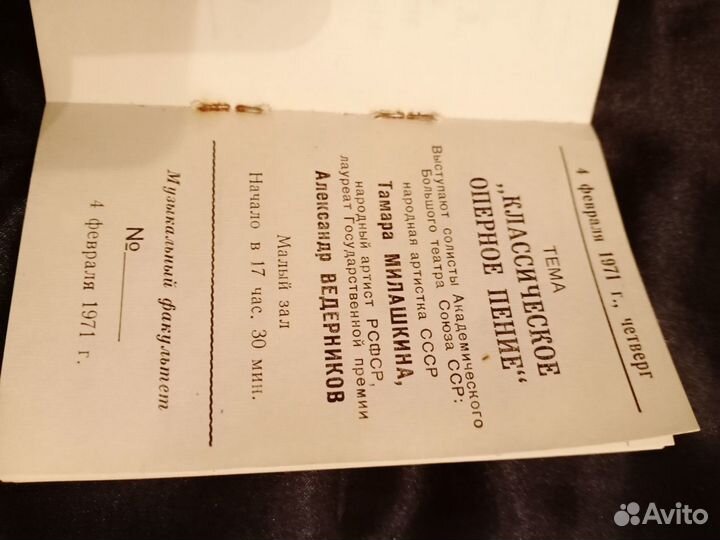 4 февраля 1971 г., четверг
ТЕМА
„КЛАССИЧЕСКОЕ
ОПЕРНОЕ ПЕНИЕ“
Выступают солисты Академического
Большого театра Союза ССР:
народная артистка СССР
Тамара МИЛАШКИНА,
народный артист РСФСР,
лауреат Государственной премии
Александр ВЕДЕРНИКОВ
Малый зал
Начало в 17 час. 30 мин.
Музыкальный факультет
№
4 февраля 1971 г.
Avito